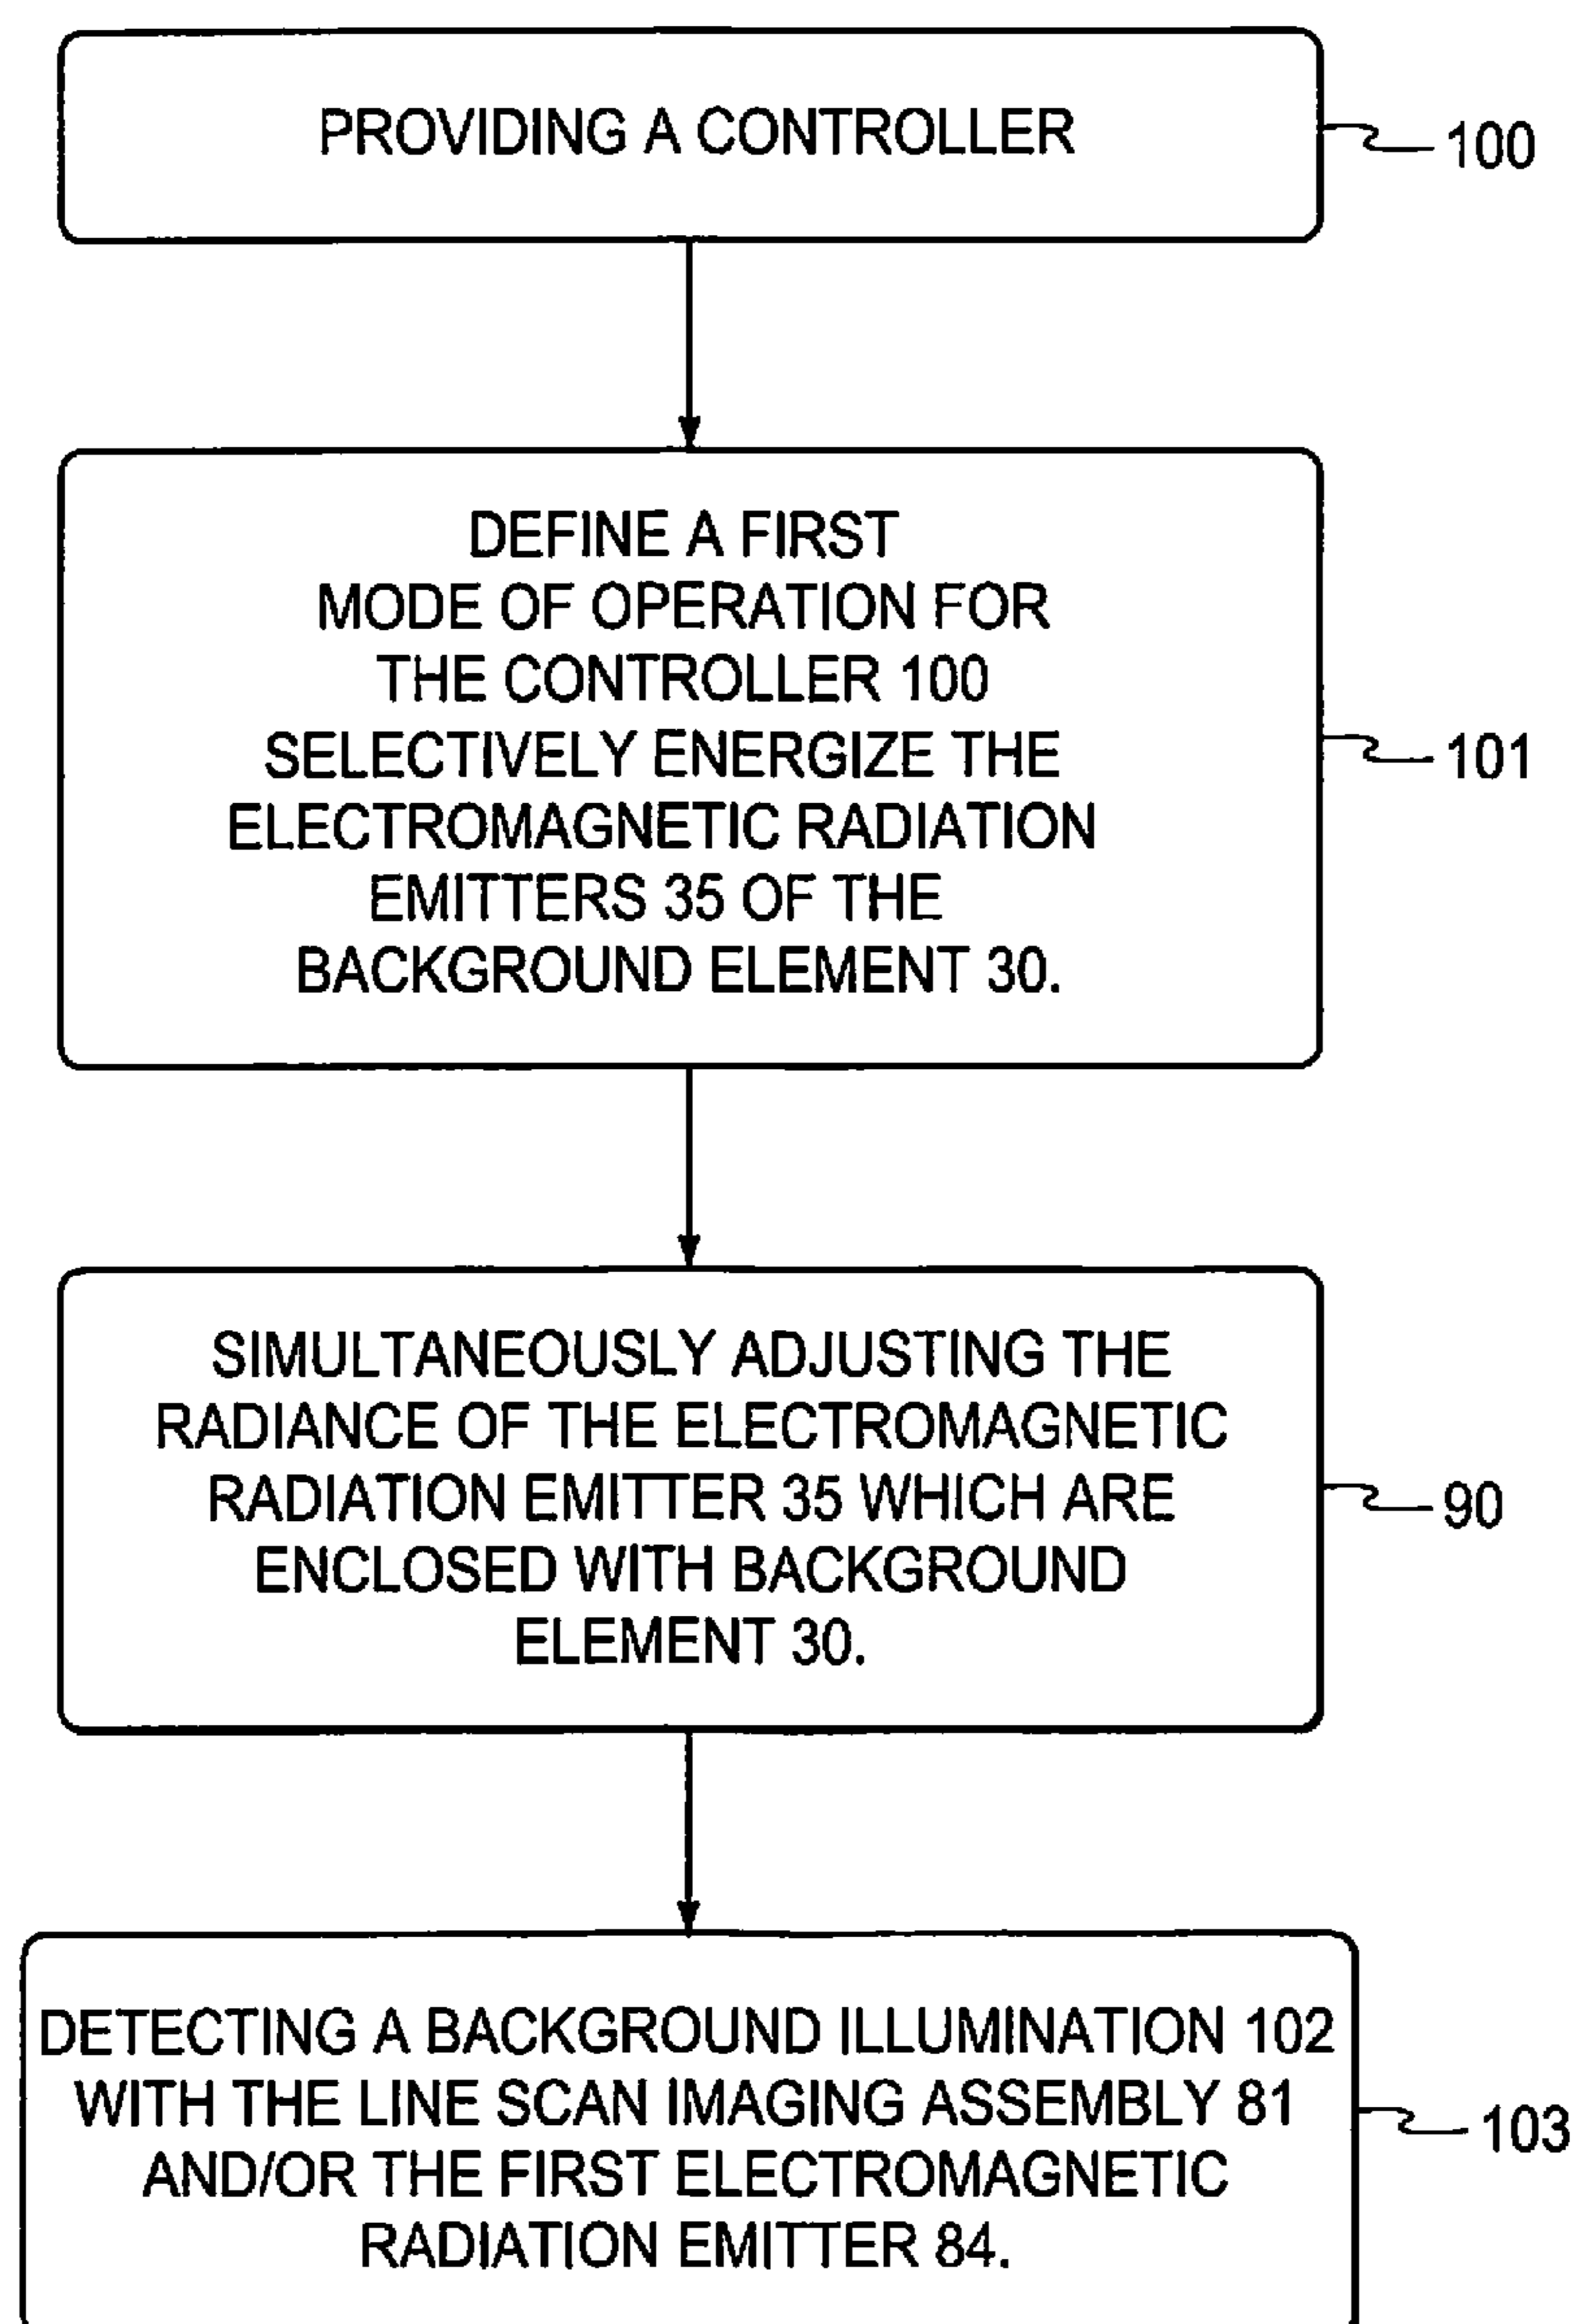 PROVIDING A CONTROLLER
100
DEFINE A FIRST
MODE OF OPERATION FOR
THE CONTROLLER 100
SELECTIVELY ENERGIZE THE
ELECTROMAGNETIC RADIATION
EMITTERS 35 OF THE
BACKGROUND ELEMENT 30.
101
SIMULTANEOUSLY ADJUSTING THE
RADIANCE OF THE ELECTROMAGNETIC
RADIATION EMITTER 35 WHICH ARE
ENCLOSED WITH BACKGROUND
ELEMENT 30.
90
DETECTING A BACKGROUND ILLUMINATION 102
WITH THE LINE SCAN IMAGING ASSEMBLY 81
AND/OR THE FIRST ELECTROMAGNETIC
RADIATION EMITTER 84.
103